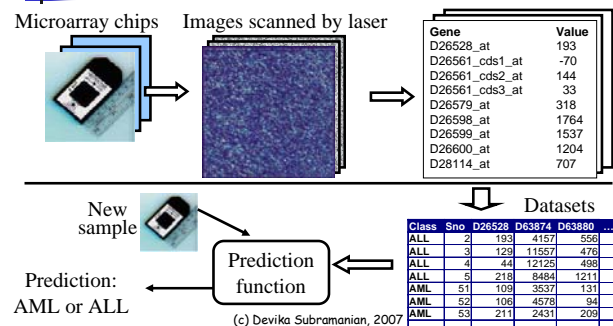 Microarray chips Images scanned by laser
Gene Value
D26528_at 193
D26561_cds1_at -70
D26561_cds2_at 144
D26561_cds3_at 33
D26579_at 318
D26598_at 1764
D26599_at 1537
D26600_at 1204
D28114_at 707
New
sample
Prediction
function
Prediction:
AML or ALL
Datasets
Class Sno D26528 D63874 D63880 ...
ALL 2 193 4157 556
ALL 3 129 11557 476
ALL 4 44 12125 498
ALL 5 218 8484 1211
AML 51 109 3537 131
AML 52 106 4578 94
AML 53 211 2431 209
(c) Devika Subramanian, 2007